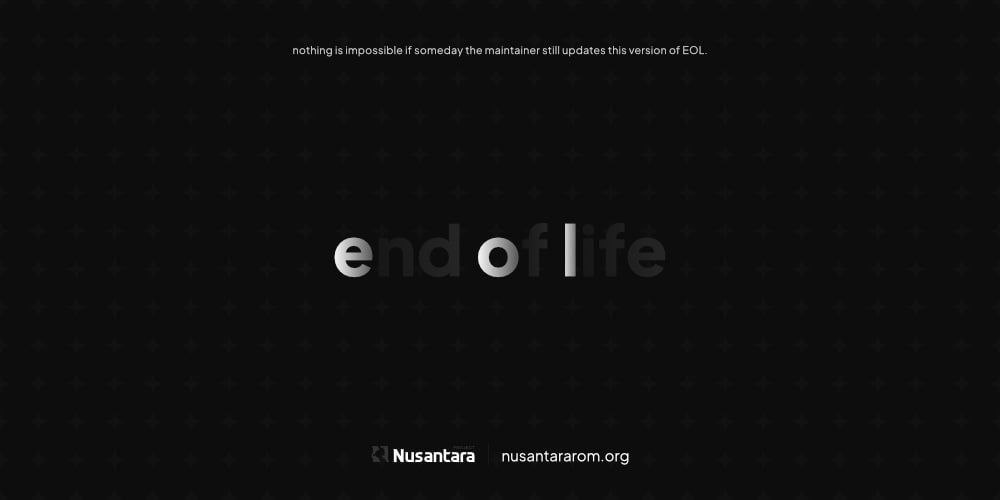 nothing is impossible if someday the maintainer still updates this version of EOL.
end of life
PROJECT
Nusantara
nusantararom.org